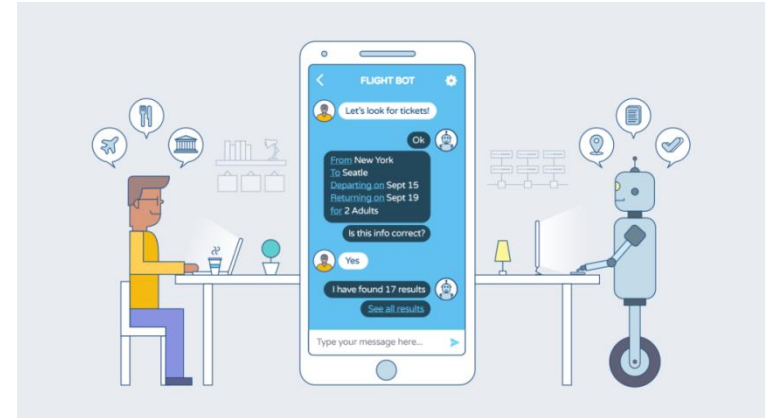 FLIGHT BOT
Let's look for tickets!
Ok
From New York
To Seatle
Departing on Sept 15
Returning on Sept 19
for 2 Adults
Is this info correct?
Yes
I have found 17 results
See all results
Type your message here...